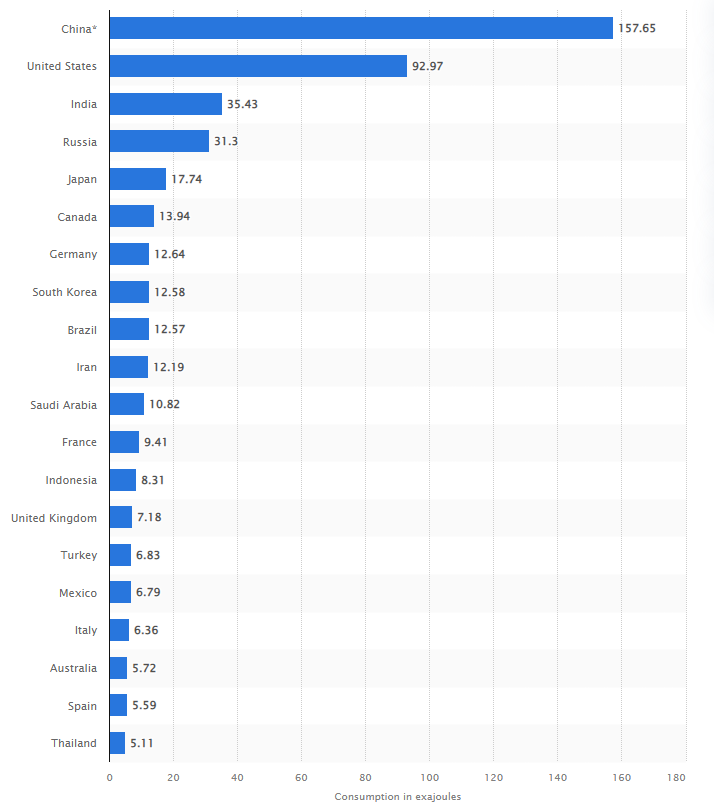 China* 157.65
United States 92.97
India 35.43
Russia 31.3
Japan 17.74
Canada 13.94
Germany 12.64
South Korea 12.58
Brazil 12.57
Iran 12.19
Saudi Arabia 10.82
France 9.41
Indonesia 8.31
United Kingdom 7.18
Turkey 6.83
Mexico 6.79
Italy 6.36
Australia 5.72
Spain 5.59
Thailand 5.11
0 20 40 60 80 100 120 140 160 180
Consumption in exajoules